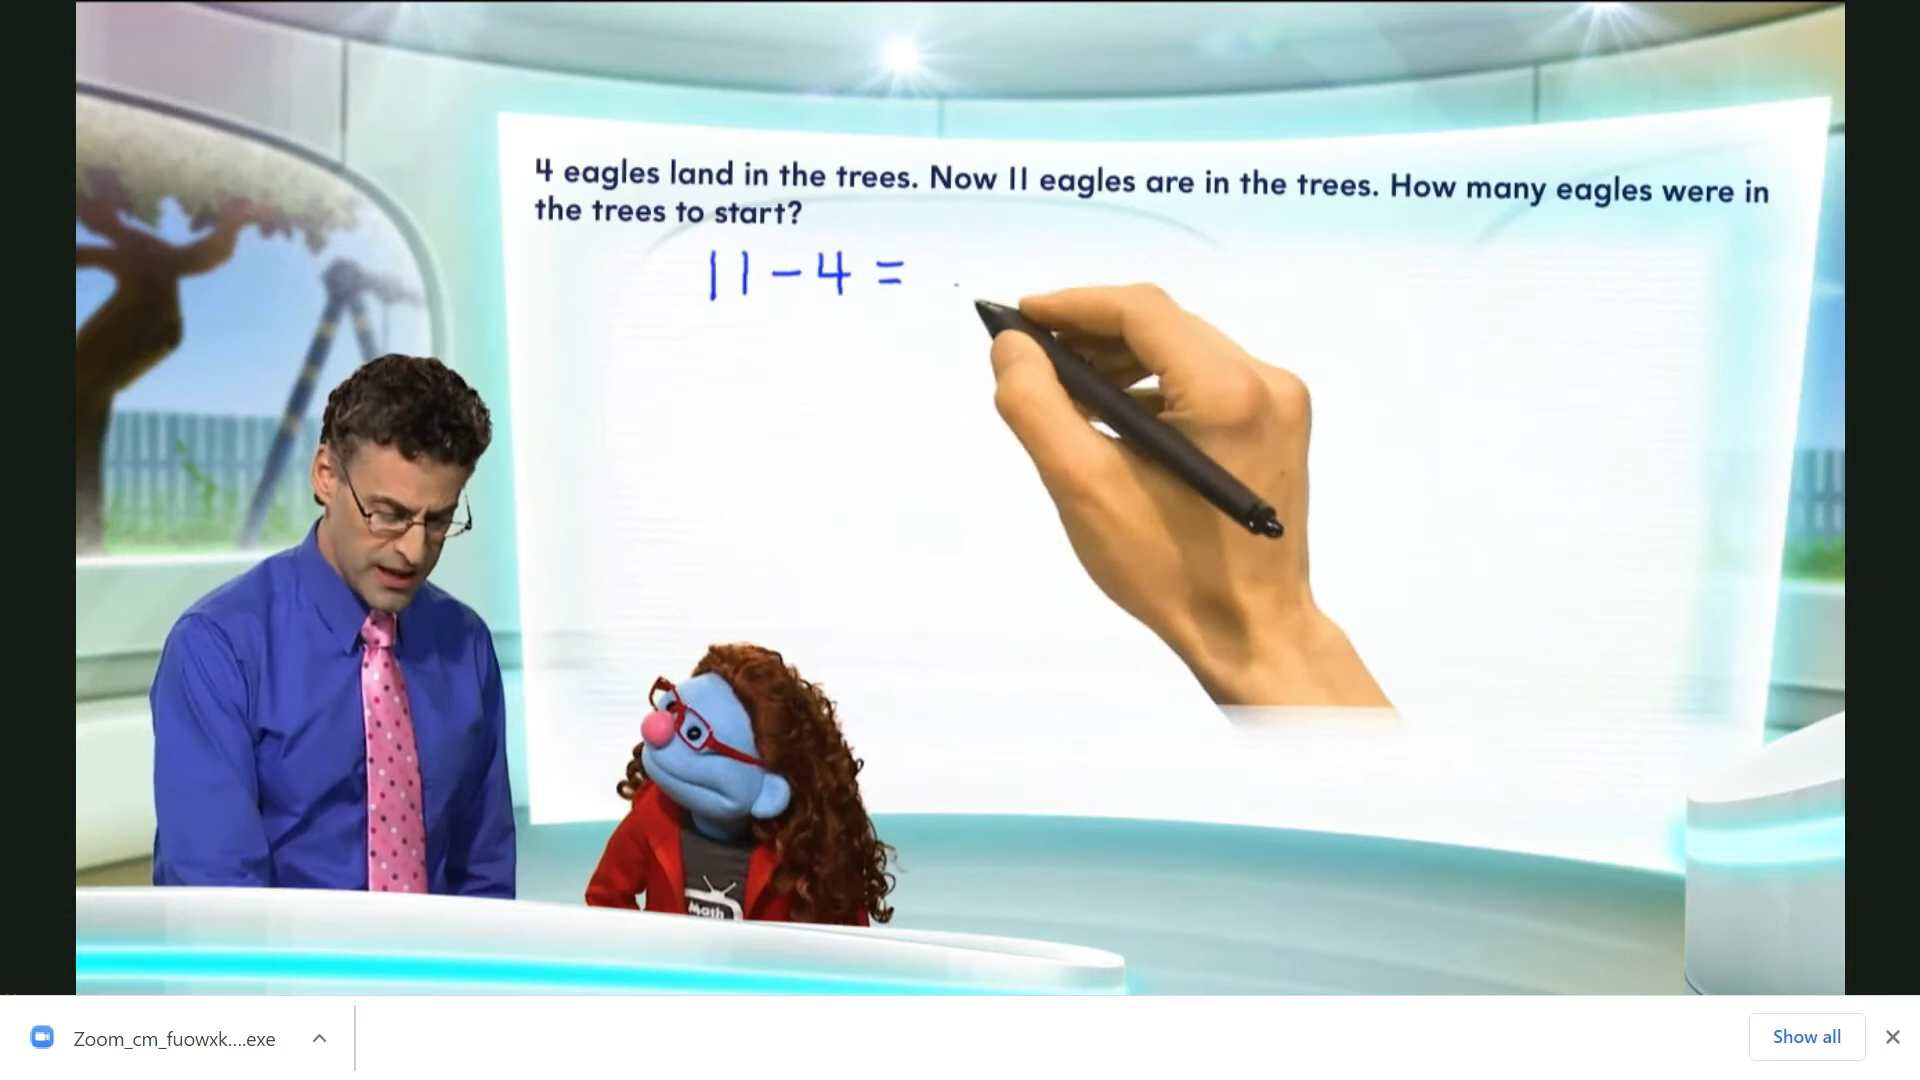 4 eagles land in the trees. Now 11 eagles are in the trees. How many eagles were in
the trees to start?
11 - 4 =
Math
Zoom_cm_fuowxk....exe
Show all